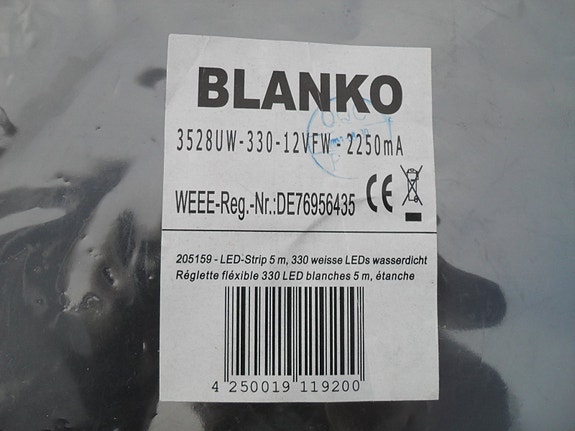 BLANKO
3528UW-330-12VFW-2250mA
WEEE-Reg.-Nr.:DE76956435 CE
205159 - LED-Strip 5 m, 330 weisse LEDs wasserdicht
Réglette fléxible 330 LED blanches 5 m, étanche
4 250019 119200